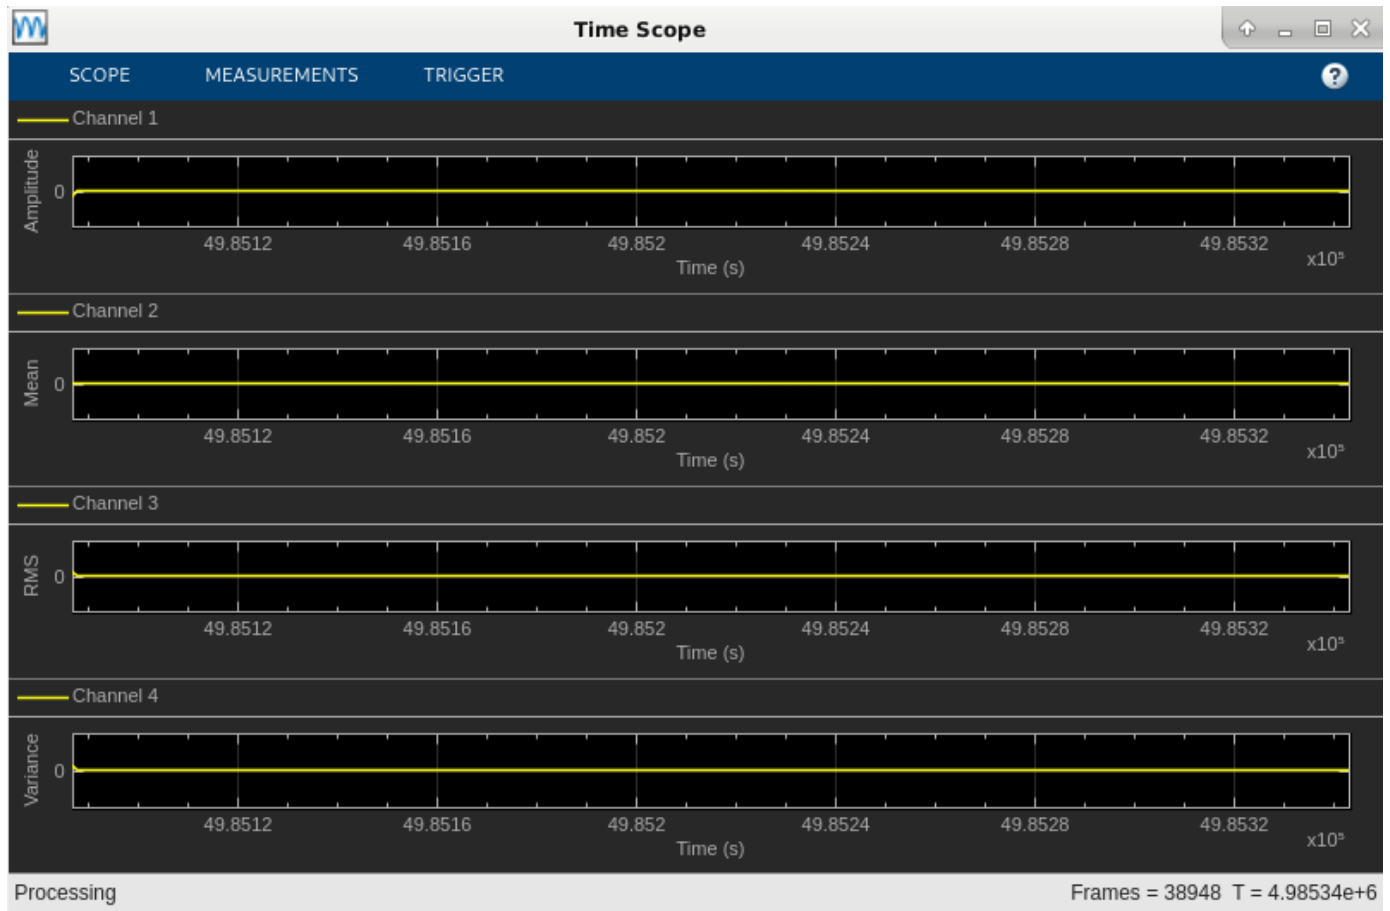 Time Scope
SCOPE MEASUREMENTS TRIGGER ?
Channel 1
Amplitude
0
49.8512 49.8516 49.852 49.8524 49.8528 49.8532
Time (s)
x10⁵
Channel 2
Mean
0
49.8512 49.8516 49.852 49.8524 49.8528 49.8532
Time (s)
x10⁵
Channel 3
RMS
0
49.8512 49.8516 49.852 49.8524 49.8528 49.8532
Time (s)
x10⁵
Channel 4
Variance
0
49.8512 49.8516 49.852 49.8524 49.8528 49.8532
Time (s)
x10⁵
Processing Frames = 38948 T = 4.98534e+6